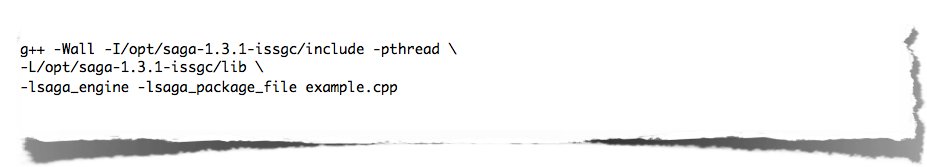 g++ -Wall -I/opt/saga-1.3.1-issgc/include -pthread \
-L/opt/saga-1.3.1-issgc/lib \
-lsaga_engine -lsaga_package_file example.cpp